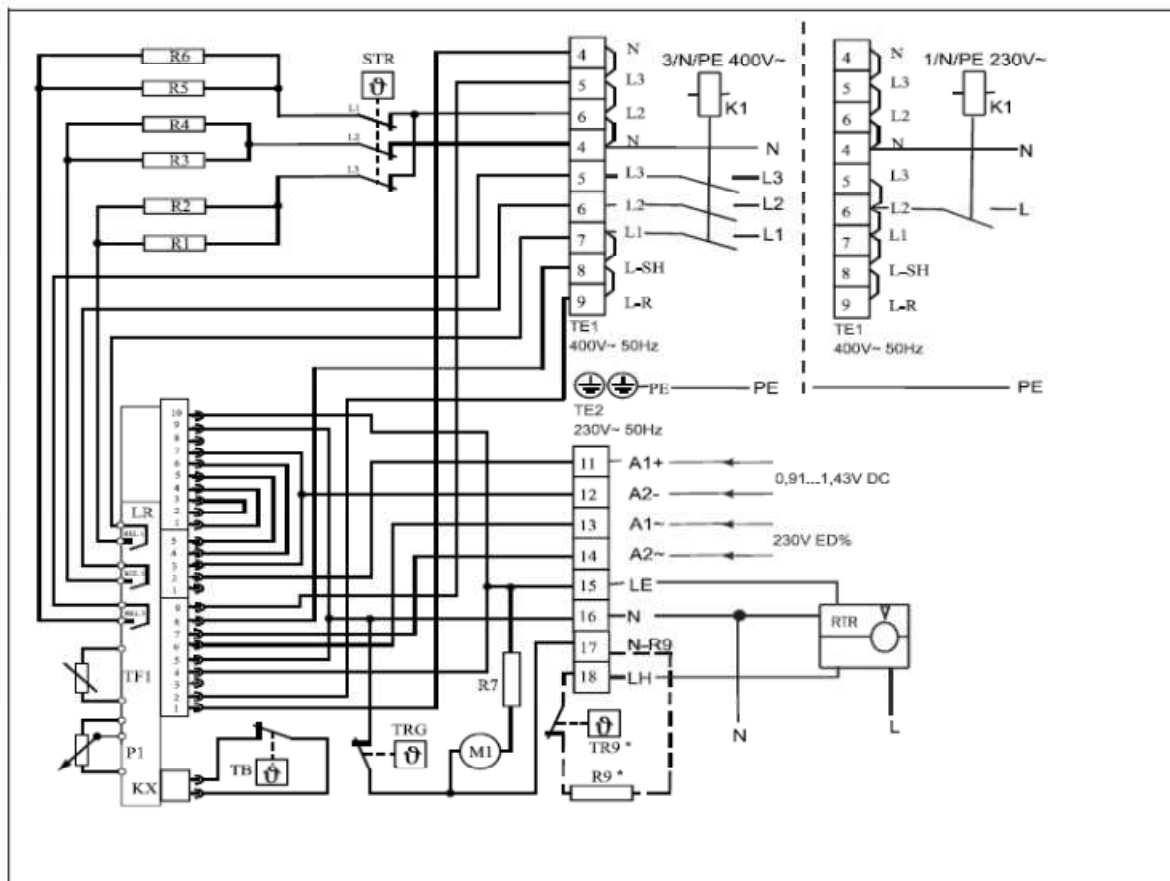 R6
R5
R4
R3
R2
R1
STR
ϑ
L1
L2
L3
4 N
5 L3
6 L2
4 N
5 L3
6 L2
7 L1
8 L-SH
9 L-R
TE1
400V~ 50Hz
3/N/PE 400V~
K1
N
L3
L2
L1
PE
PE
1/N/PE 230V~
K1
4 N
5 L3
6 L2
4 N
5 L3
6 L2
7 L1
8 L-SH
9 L-R
N
L
TE1
400V~ 50Hz
PE
TE2
230V~ 50Hz
11 A1+
12 A2-
13 A1~
14 A2~
15 LE
16 N
17 N-R9
18 LH
0,91...1,43V DC
230V ED%
RTR
N
L
10
9
8
7
6
5
4
3
2
1
LR
5
4
3
2
1
9
8
7
6
5
4
3
2
1
TF1
P1
KX
TB ϑ
TRG
ϑ
M1
R7
ϑ
TR9 *
R9 *